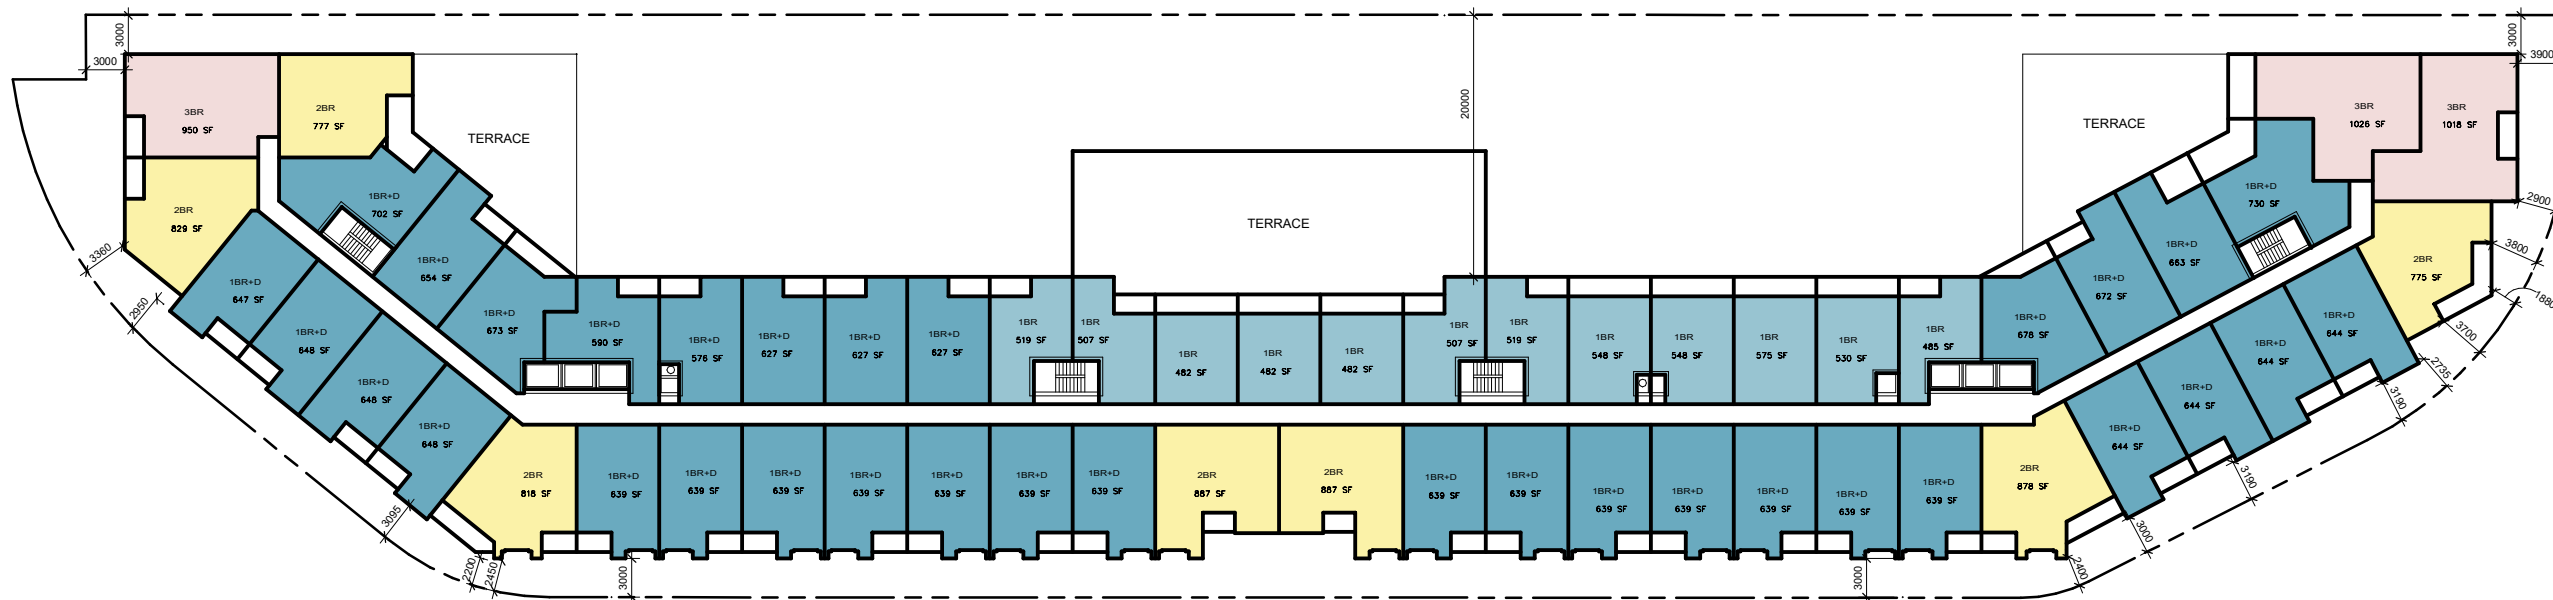 3000
3000
3BR
950 SF
2BR
777 SF
TERRACE
2BR
829 SF
1BR+D
702 SF
1BR+D
654 SF
1BR+D
673 SF
3360
2950
1BR+D
647 SF
1BR+D
648 SF
1BR+D
648 SF
1BR+D
648 SF
3095
2200
2450
1BR+D
590 SF
1BR+D
576 SF
1BR+D
627 SF
1BR+D
627 SF
1BR+D
627 SF
1BR
519 SF
1BR
507 SF
TERRACE
20000
1BR
482 SF
1BR
482 SF
1BR
482 SF
1BR
507 SF
1BR
519 SF
1BR
548 SF
1BR
548 SF
1BR
575 SF
1BR
530 SF
1BR
485 SF
1BR+D
678 SF
1BR+D
672 SF
1BR+D
663 SF
1BR+D
730 SF
TERRACE
3BR
1026 SF
3BR
1018 SF
3000
3900
2900
3800
1880
3700
2735
3190
3190
3000
2400
2BR
775 SF
1BR+D
644 SF
1BR+D
644 SF
1BR+D
644 SF
1BR+D
644 SF
2BR
818 SF
1BR+D
639 SF
1BR+D
639 SF
1BR+D
639 SF
1BR+D
639 SF
1BR+D
639 SF
1BR+D
639 SF
1BR+D
639 SF
2BR
887 SF
2BR
887 SF
1BR+D
639 SF
1BR+D
639 SF
1BR+D
639 SF
1BR+D
639 SF
1BR+D
639 SF
1BR+D
639 SF
1BR+D
639 SF
2BR
878 SF
3000
3000